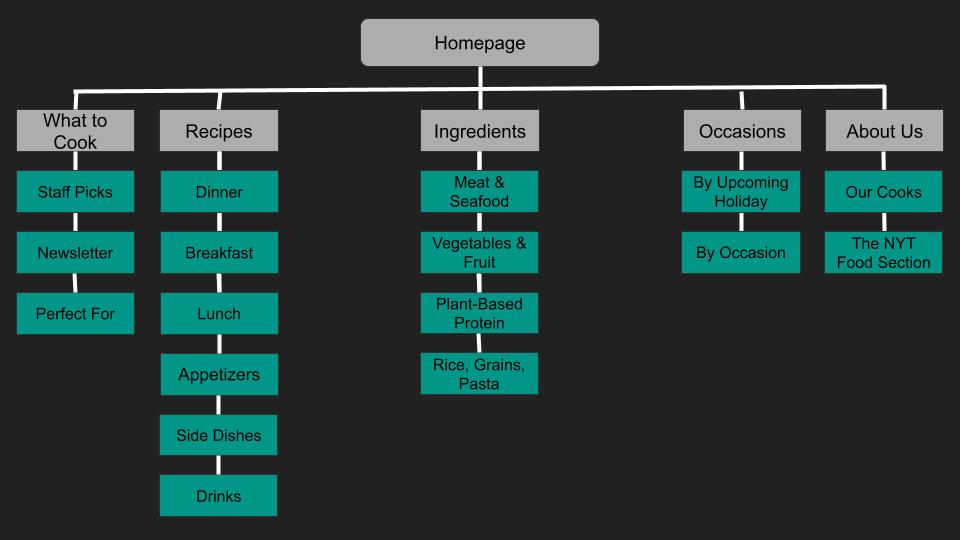 Homepage
What to
Cook
Recipes
Ingredients
Occasions
About Us
Staff Picks
Newsletter
Perfect For
Dinner
Breakfast
Lunch
Appetizers
Side Dishes
Drinks
Meat &
Seafood
Vegetables &
Fruit
Plant-Based
Protein
Rice, Grains,
Pasta
By Upcoming
Holiday
By Occasion
Our Cooks
The NYT
Food Section